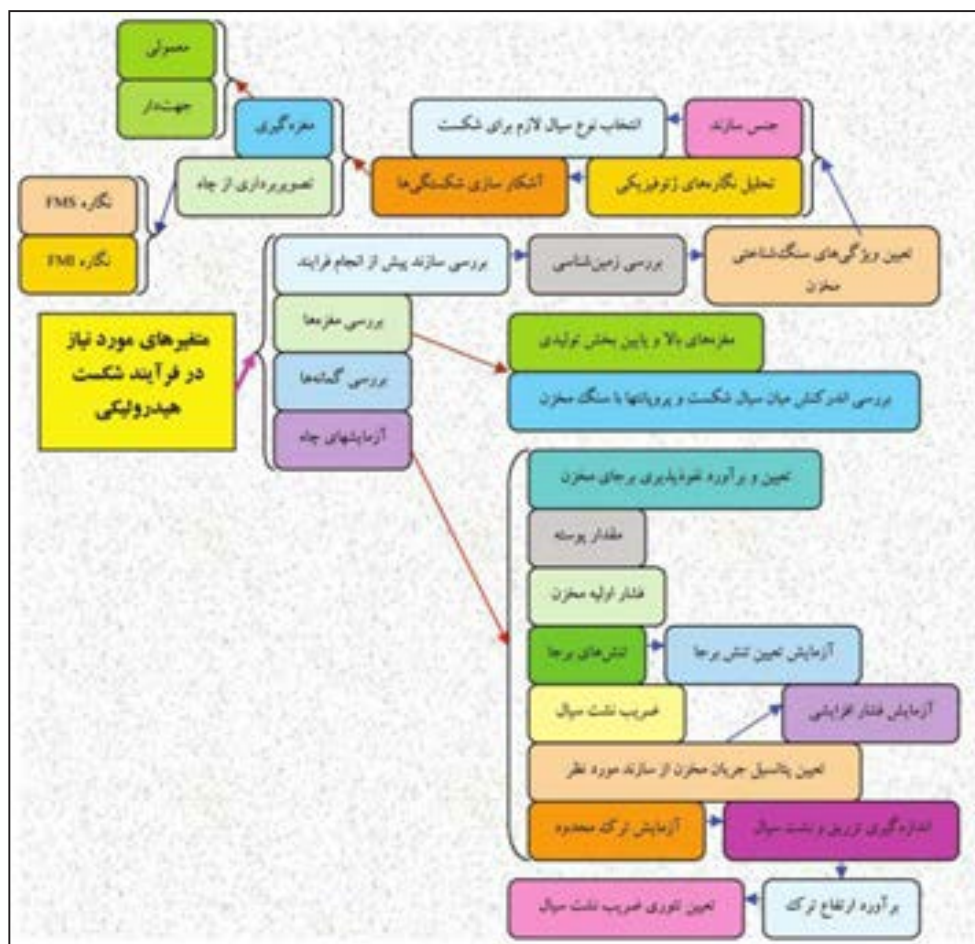 معمولی
جهت‌دار
مغزه‌گیری
تصویربرداری از چاه
نگاره FMS
نگاره FMI
انتخاب نوع سیال لازم برای شکست
آشکار سازی شکستگی‌ها
جنس سازند
تحلیل نگاره‌های ژئوفیزیکی
تعیین ویژگی‌های سنگ‌شناختی
مخزن
بررسی زمین‌شناسی
بررسی سازند پیش از انجام فرایند
بررسی مغزه‌ها
بررسی گمانه‌ها
آزمایشهای چاه
متغیرهای مورد نیاز
در فرآیند شکست
هیدرولیکی
مغزه‌های بالا و پایین بخش تولیدی
بررسی اندرکنش میان سیال شکست و پروپانتها با سنگ مخزن
تعیین و برآورد نفوذپذیری برجای مخزن
مقدار پوسته
فشار اولیه مخزن
تنش‌های برجا
آزمایش تعیین تنش برجا
ضریب نشت سیال
آزمایش فشار افزایشی
تعیین پتانسیل جریان مخزن از سازند مورد نظر
آزمایش ترک محدود
اندازه‌گیری تزریق و نشت سیال
برآورد ارتفاع ترک
تعیین تئوری ضریب نشت سیال